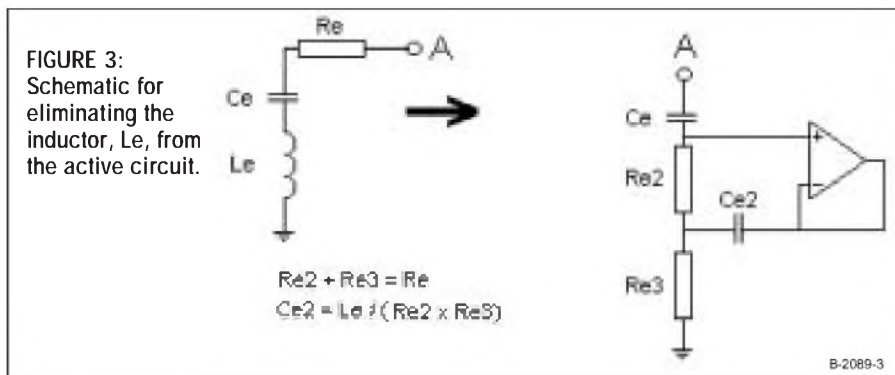 FIGURE 3:
Schematic for
eliminating the
inductor, Le, from
the active circuit.
Re
A
Ce
Le
Re2 + Re3 = Re
Ce2 = Le / (Re2 x Re3)
A
Ce
Re2
Ce2
Re3
+
−
B-2089-3